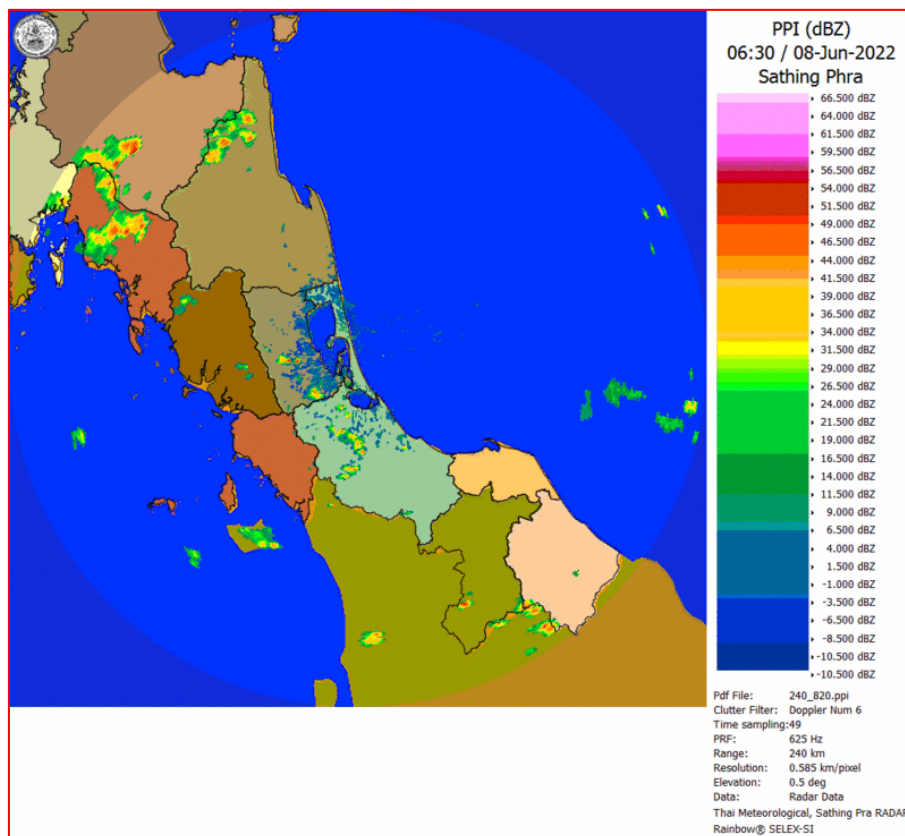 PPI (dBZ)
06:30 / 08-Jun-2022
Sathing Phra
66.500 dBZ
64.000 dBZ
61.500 dBZ
59.500 dBZ
56.500 dBZ
54.000 dBZ
51.500 dBZ
49.000 dBZ
46.500 dBZ
44.000 dBZ
41.500 dBZ
39.000 dBZ
36.500 dBZ
34.000 dBZ
31.500 dBZ
29.000 dBZ
26.500 dBZ
24.000 dBZ
19.000 dBZ
16.500 dBZ
14.000 dBZ
11.500 dBZ
9.000 dBZ
6.500 dBZ
4.000 dBZ
1.500 dBZ
-1.000 dBZ
-3.500 dBZ
-6.500 dBZ
-8.500 dBZ
-10.500 dBZ
-10.500 dBZ
Pdf File: 240_820.ppi
Clutter Filter: Doppler Num 6
Time sampling:49
PRF: 625 Hz
Range: 240 km
Resolution: 0.585 km/pixel
Elevation: 0.5 deg
Data: Radar Data
Thai Meteorological, Sathing Pra RADAR
Rainbow® SELEX-SI